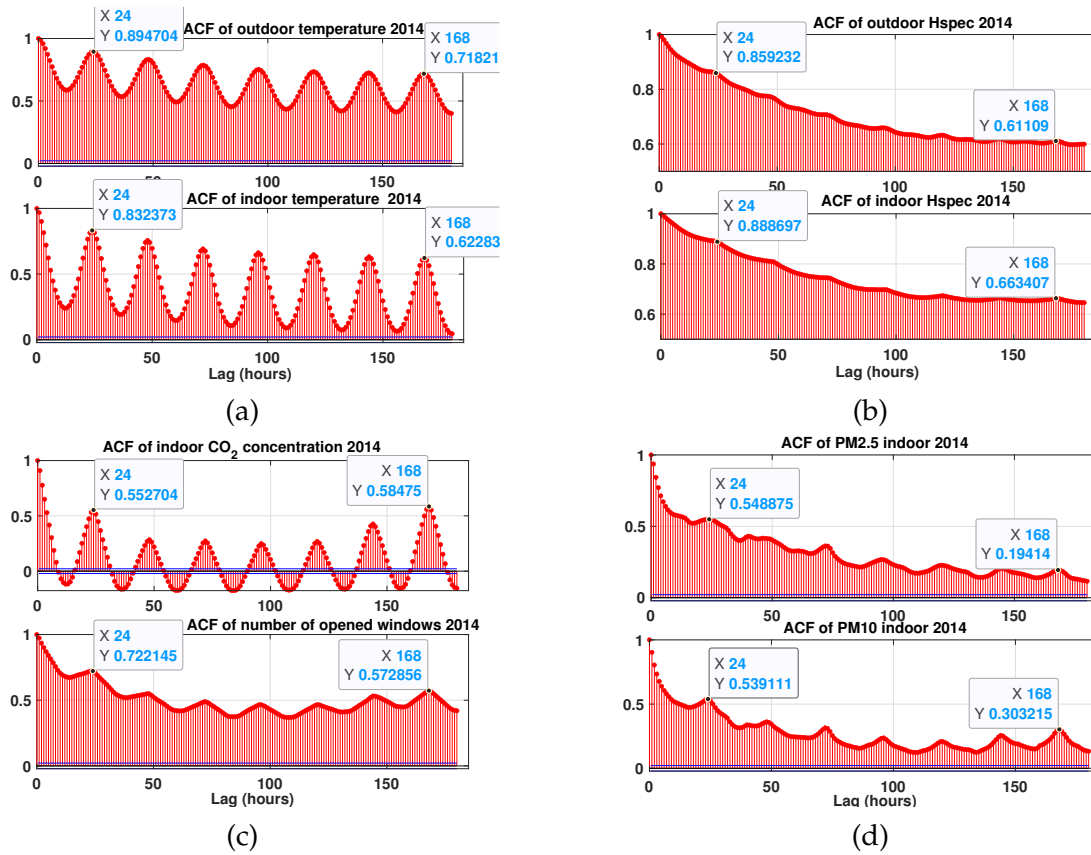 (a)
ACF of outdoor temperature 2014
X 24
Y 0.894704
X 168
Y 0.71821
1
0.5
0
0 50 100 150
ACF of indoor temperature 2014
X 24
Y 0.832373
X 168
Y 0.62283
1
0.5
0
0 50 100 150
Lag (hours)
(a)
(b)
ACF of outdoor Hspec 2014
X 24
Y 0.859232
X 168
Y 0.61109
1
0.8
0.6
0 50 100 150
ACF of indoor Hspec 2014
X 24
Y 0.888697
X 168
Y 0.663407
1
0.8
0.6
0 50 100 150
Lag (hours)
(b)
ACF of indoor CO2 concentration 2014
X 24
Y 0.552704
X 168
Y 0.58475
1
0.5
0
0 50 100 150
ACF of number of opened windows 2014
X 24
Y 0.722145
X 168
Y 0.572856
1
0.5
0
0 50 100 150
Lag (hours)
(c)
ACF of PM2.5 indoor 2014
X 24
Y 0.548875
X 168
Y 0.19414
1
0.5
0
0 50 100 150
ACF of PM10 indoor 2014
X 24
Y 0.539111
X 168
Y 0.303215
1
0.5
0
0 50 100 150
Lag (hours)
(d)